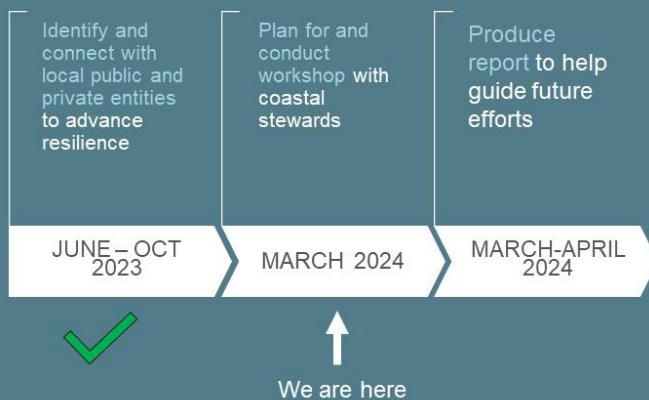 Identify and
connect with
local public and
private entities
to advance
resilience
Plan for and
conduct
workshop with
coastal
stewards
Produce
report to help
guide future
efforts
JUNE – OCT
2023
MARCH 2024
MARCH-APRIL
2024
We are here